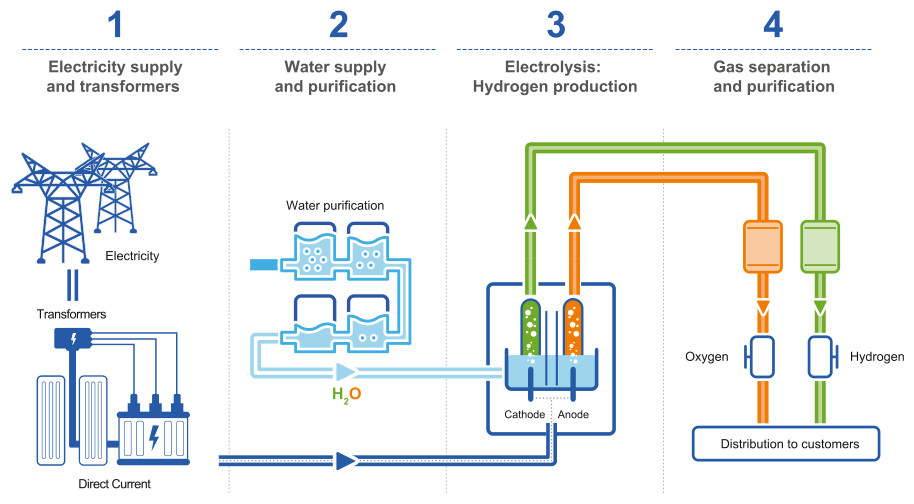 1
Electricity supply
and transformers
2
Water supply
and purification
3
Electrolysis:
Hydrogen production
4
Gas separation
and purification
Electricity
Transformers
Direct Current
Water purification
H₂O
Cathode
Anode
Oxygen
Hydrogen
Distribution to customers